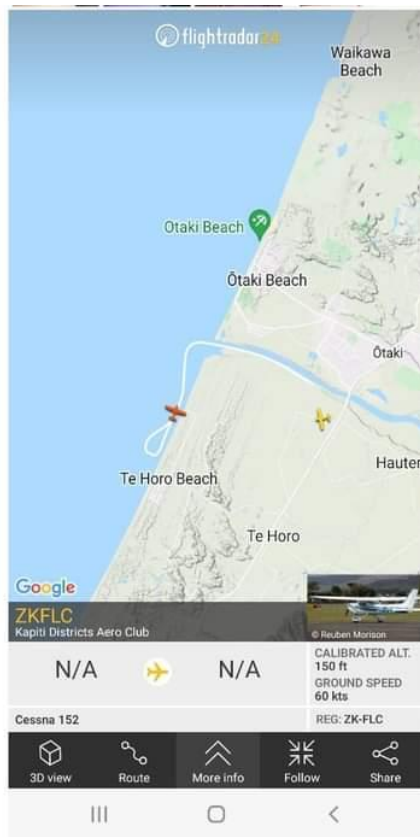 flightradar24
Waikawa
Beach
Otaki Beach
Ōtaki Beach
Ōtaki
Hauter
Te Horo Beach
Te Horo
Google
ZKFLC
Kapiti Districts Aero Club
© Reuben Morison
N/A
N/A
CALIBRATED ALT.
150 ft
GROUND SPEED
60 kts
Cessna 152
REG: ZK-FLC
3D view
Route
More info
Follow
Share